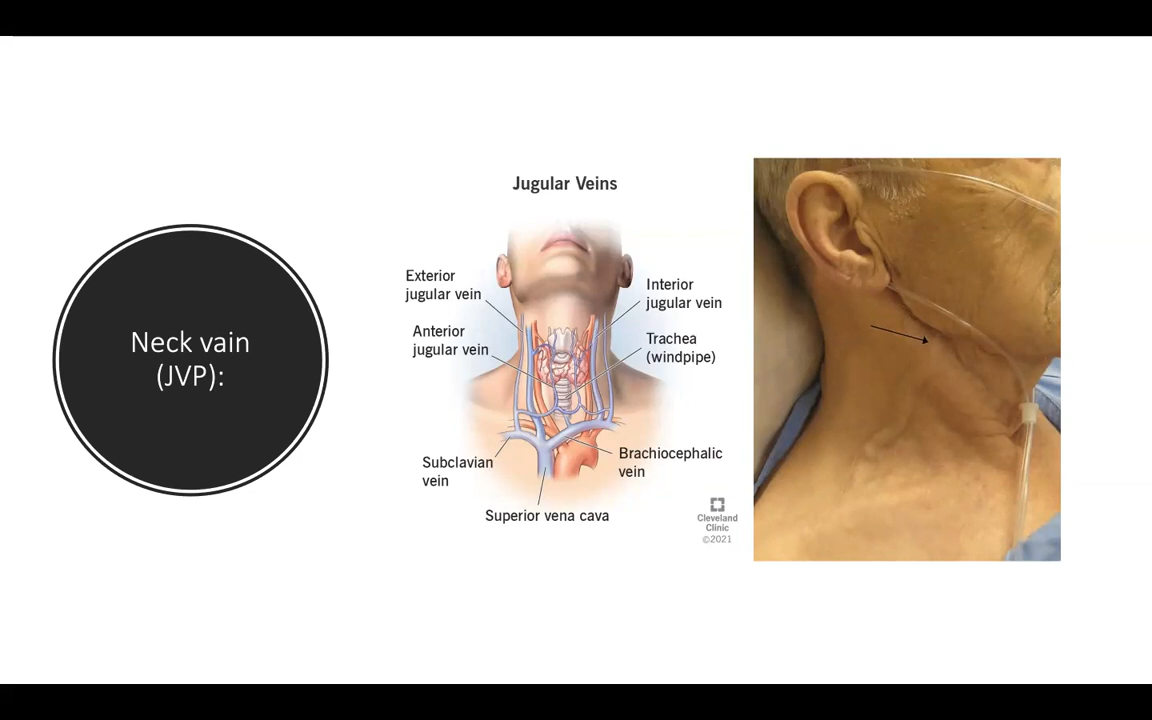 Neck vain
(JVP):
Jugular Veins
Exterior
jugular vein
Interior
jugular vein
Anterior
jugular vein
Trachea
(windpipe)
Subclavian
vein
Brachiocephalic
vein
Superior vena cava
Cleveland
Clinic
©2021